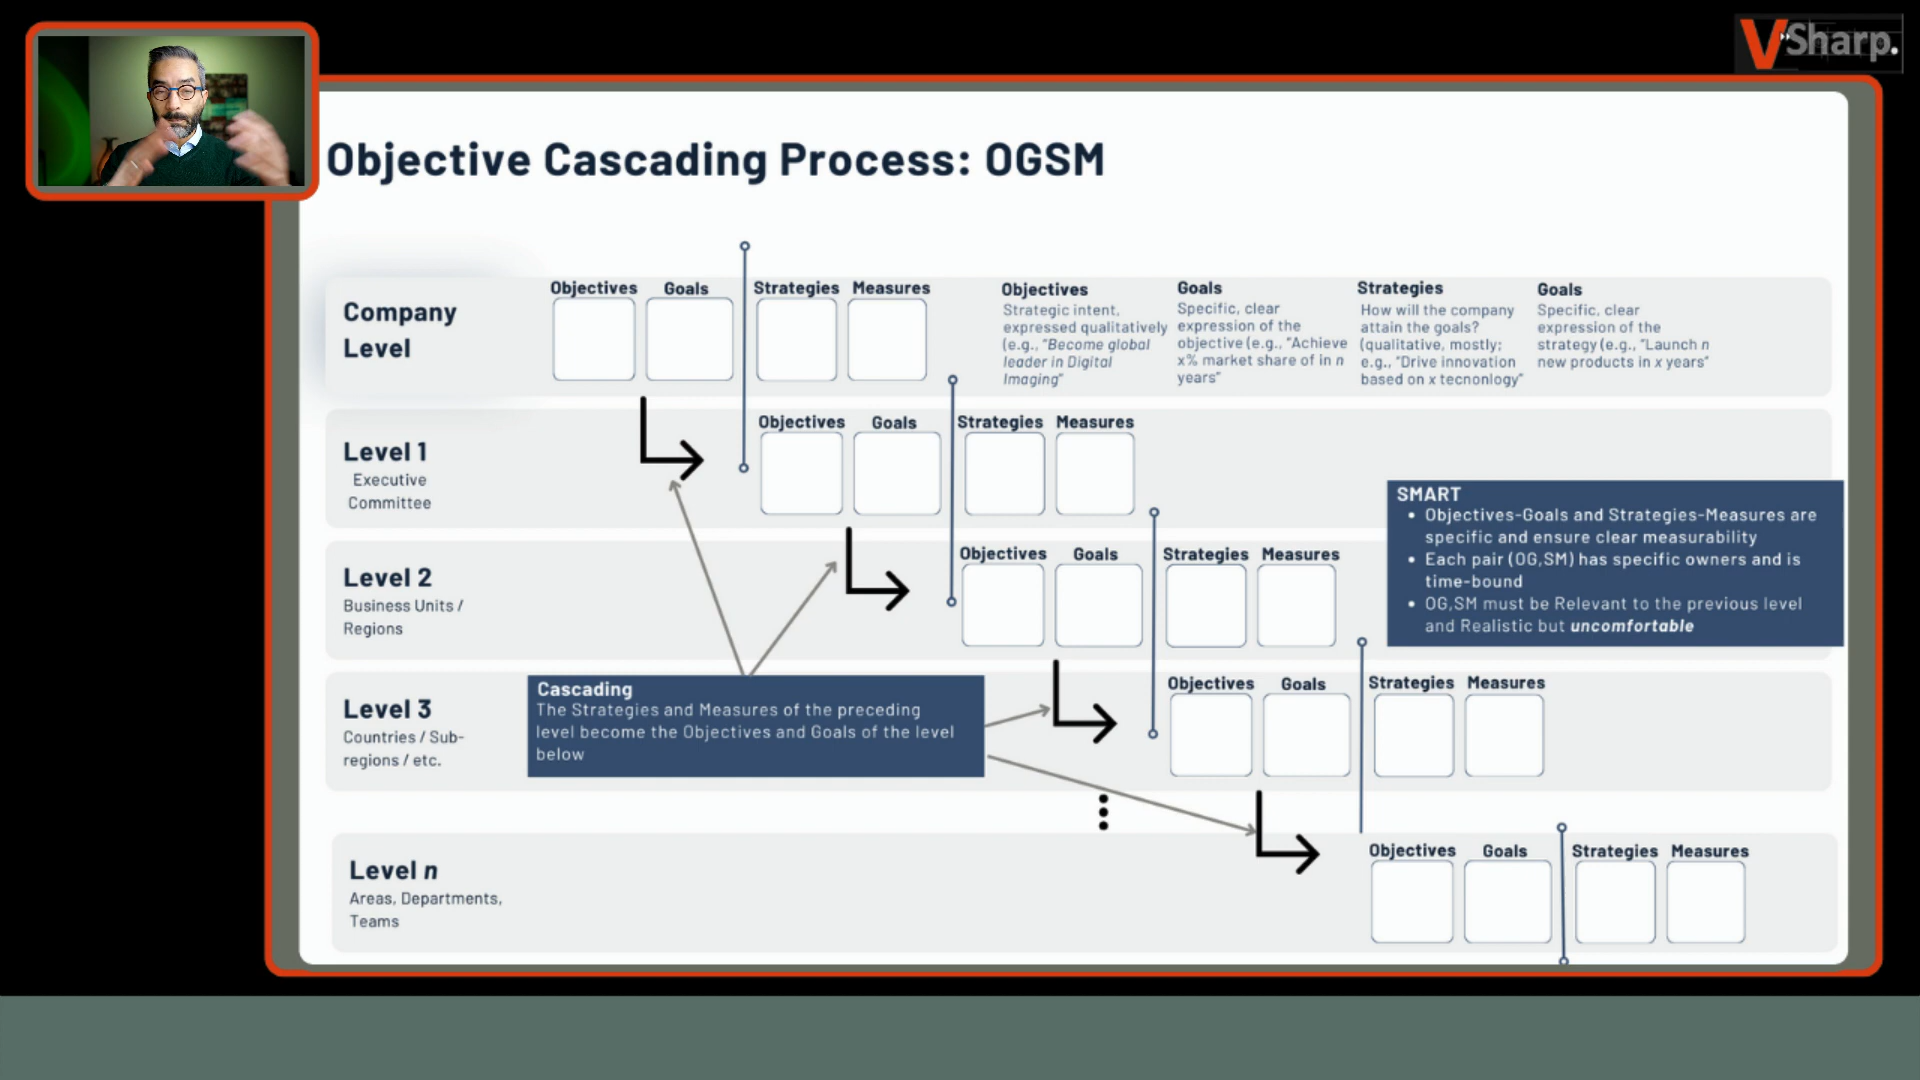 VSharp.
Objective Cascading Process: OGSM
Company
Level
Objectives Goals Strategies Measures
Objectives
Strategic intent,
expressed qualitatively
(e.g., "Become global
leader in Digital
Imaging"
Goals
Specific, clear
expression of the
objective (e.g., "Achieve
x% market share of in n
years"
Strategies
How will the company
attain the goals?
(qualitative, mostly;
e.g., "Drive innovation
based on x tecnonlogy"
Goals
Specific, clear
expression of the
strategy (e.g., "Launch n
new products in x years"
Level 1
Executive
Committee
Objectives Goals Strategies Measures
SMART
• Objectives-Goals and Strategies-Measures are
specific and ensure clear measurability
• Each pair (OG,SM) has specific owners and is
time-bound
• OG,SM must be Relevant to the previous level
and Realistic but uncomfortable
Level 2
Business Units /
Regions
Objectives Goals Strategies Measures
Level 3
Countries / Sub-
regions / etc.
Cascading
The Strategies and Measures of the preceding
level become the Objectives and Goals of the level
below
Objectives Goals Strategies Measures
Level n
Areas, Departments,
Teams
Objectives Goals Strategies Measures